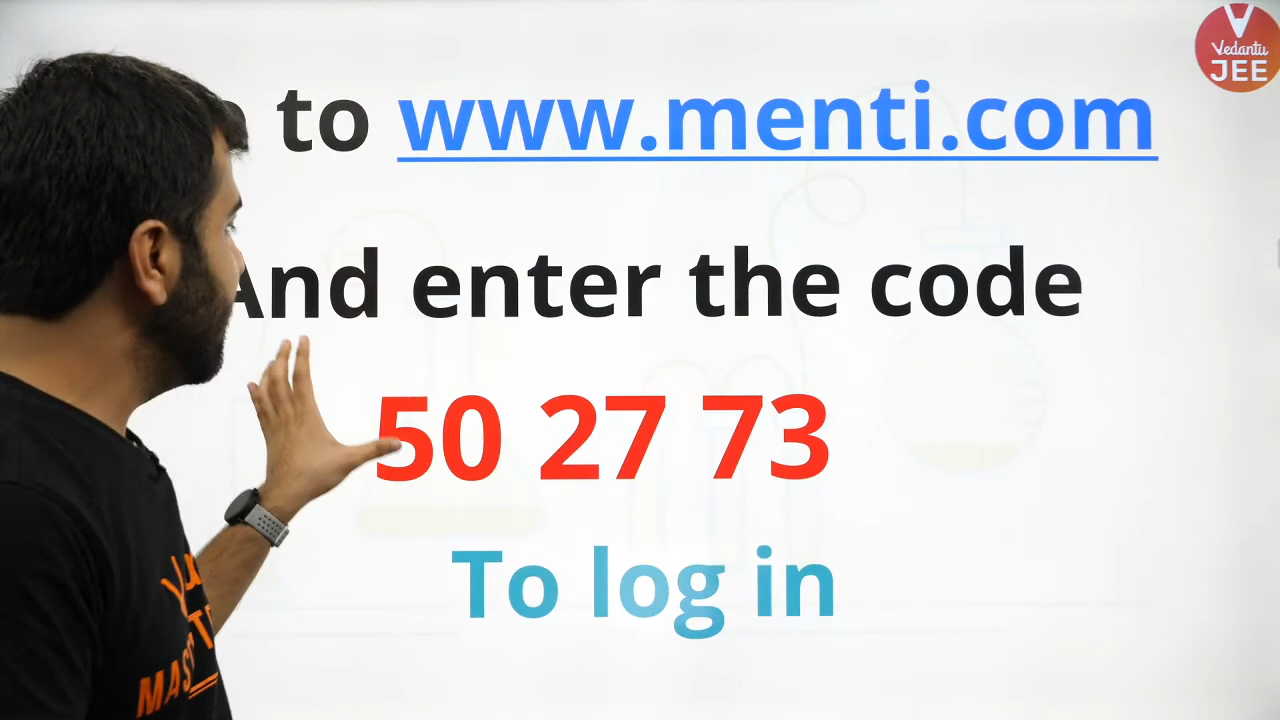 to www.menti.com
And enter the code
50 27 73
To log in
Vedantu
JEE